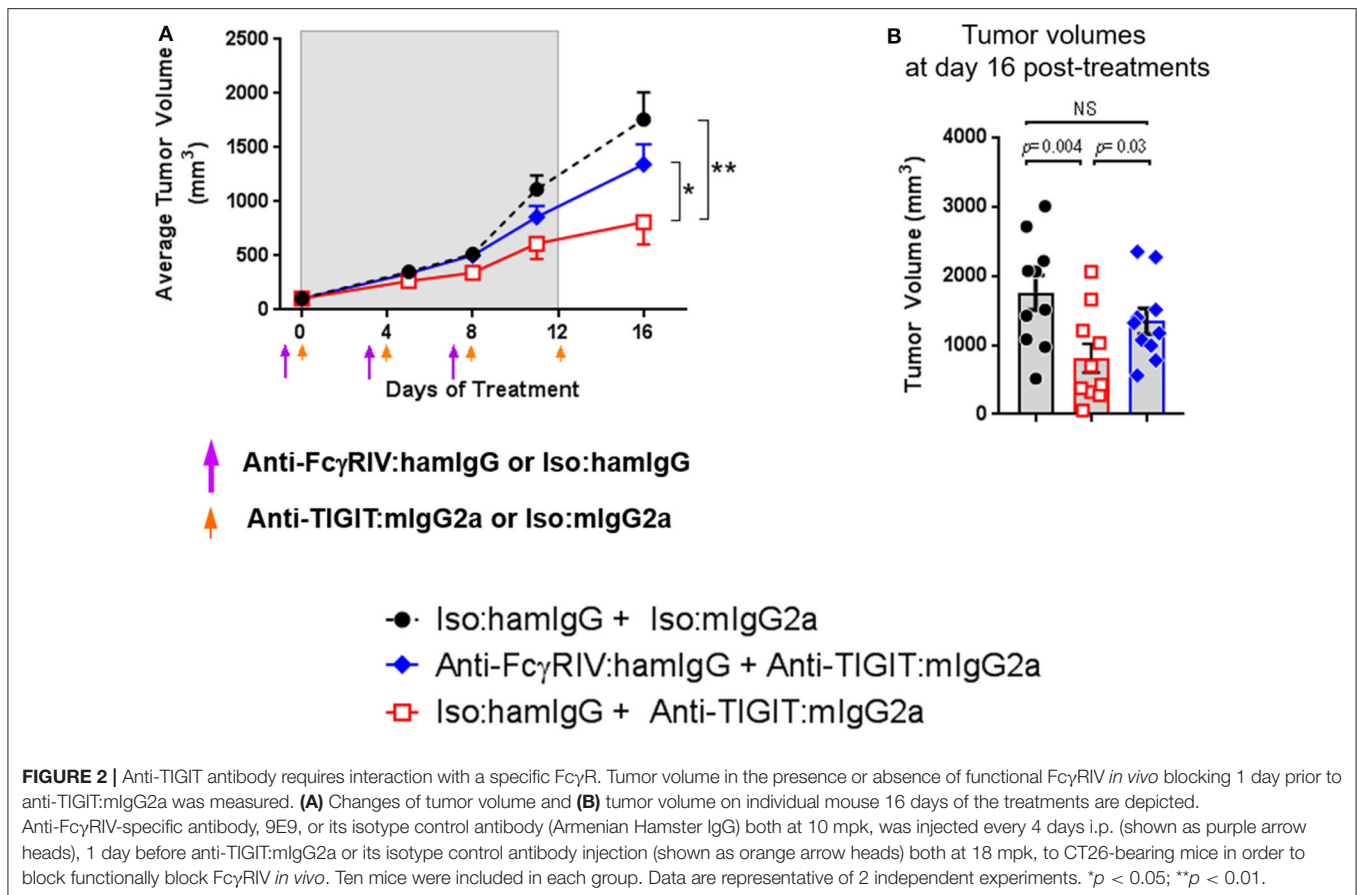 A
2500
2000
1500
1000
500
0
Average Tumor Volume
(mm³)
0 4 8 12 16
Days of Treatment
*
**
B
Tumor volumes
at day 16 post-treatments
NS
p=0.004
p=0.03
4000
3000
2000
1000
0
Tumor Volume (mm³)
Anti-FcγRIV:hamIgG or Iso:hamIgG
Anti-TIGIT:mIgG2a or Iso:mIgG2a
Iso:hamIgG + Iso:mIgG2a
Anti-FcγRIV:hamIgG + Anti-TIGIT:mIgG2a
Iso:hamIgG + Anti-TIGIT:mIgG2a
FIGURE 2 | Anti-TIGIT antibody requires interaction with a specific FcγR. Tumor volume in the presence or absence of functional FcγRIV in vivo blocking 1 day prior to
anti-TIGIT:mIgG2a was measured. (A) Changes of tumor volume and (B) tumor volume on individual mouse 16 days of the treatments are depicted.
Anti-FcγRIV-specific antibody, 9E9, or its isotype control antibody (Armenian Hamster IgG) both at 10 mpk, was injected every 4 days i.p. (shown as purple arrow
heads), 1 day before anti-TIGIT:mIgG2a or its isotype control antibody injection (shown as orange arrow heads) both at 18 mpk, to CT26-bearing mice in order to
block functionally block FcγRIV in vivo. Ten mice were included in each group. Data are representative of 2 independent experiments. *p < 0.05; **p < 0.01.